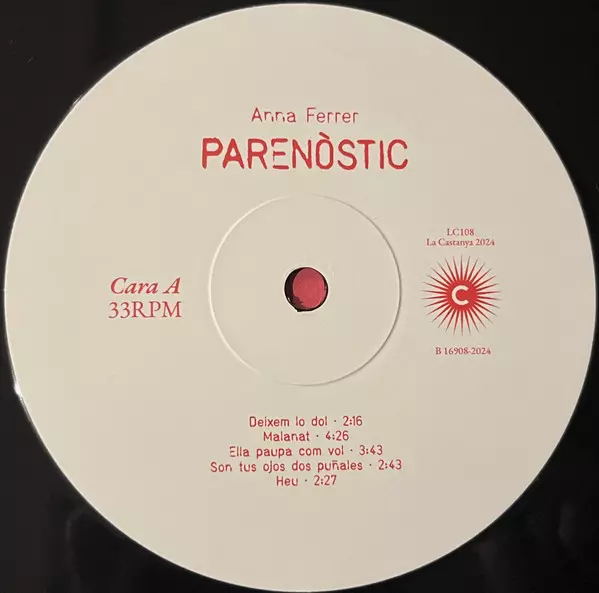 Anna Ferrer
PARENÒSTIC
LC108
La Castanya 2024
C
Cara A
33RPM
B 16908-2024
Deixem lo dol · 2:16
Malanat · 4:26
Ella paupa com vol · 3:43
Son tus ojos dos puñales · 2:43
Heu · 2:27